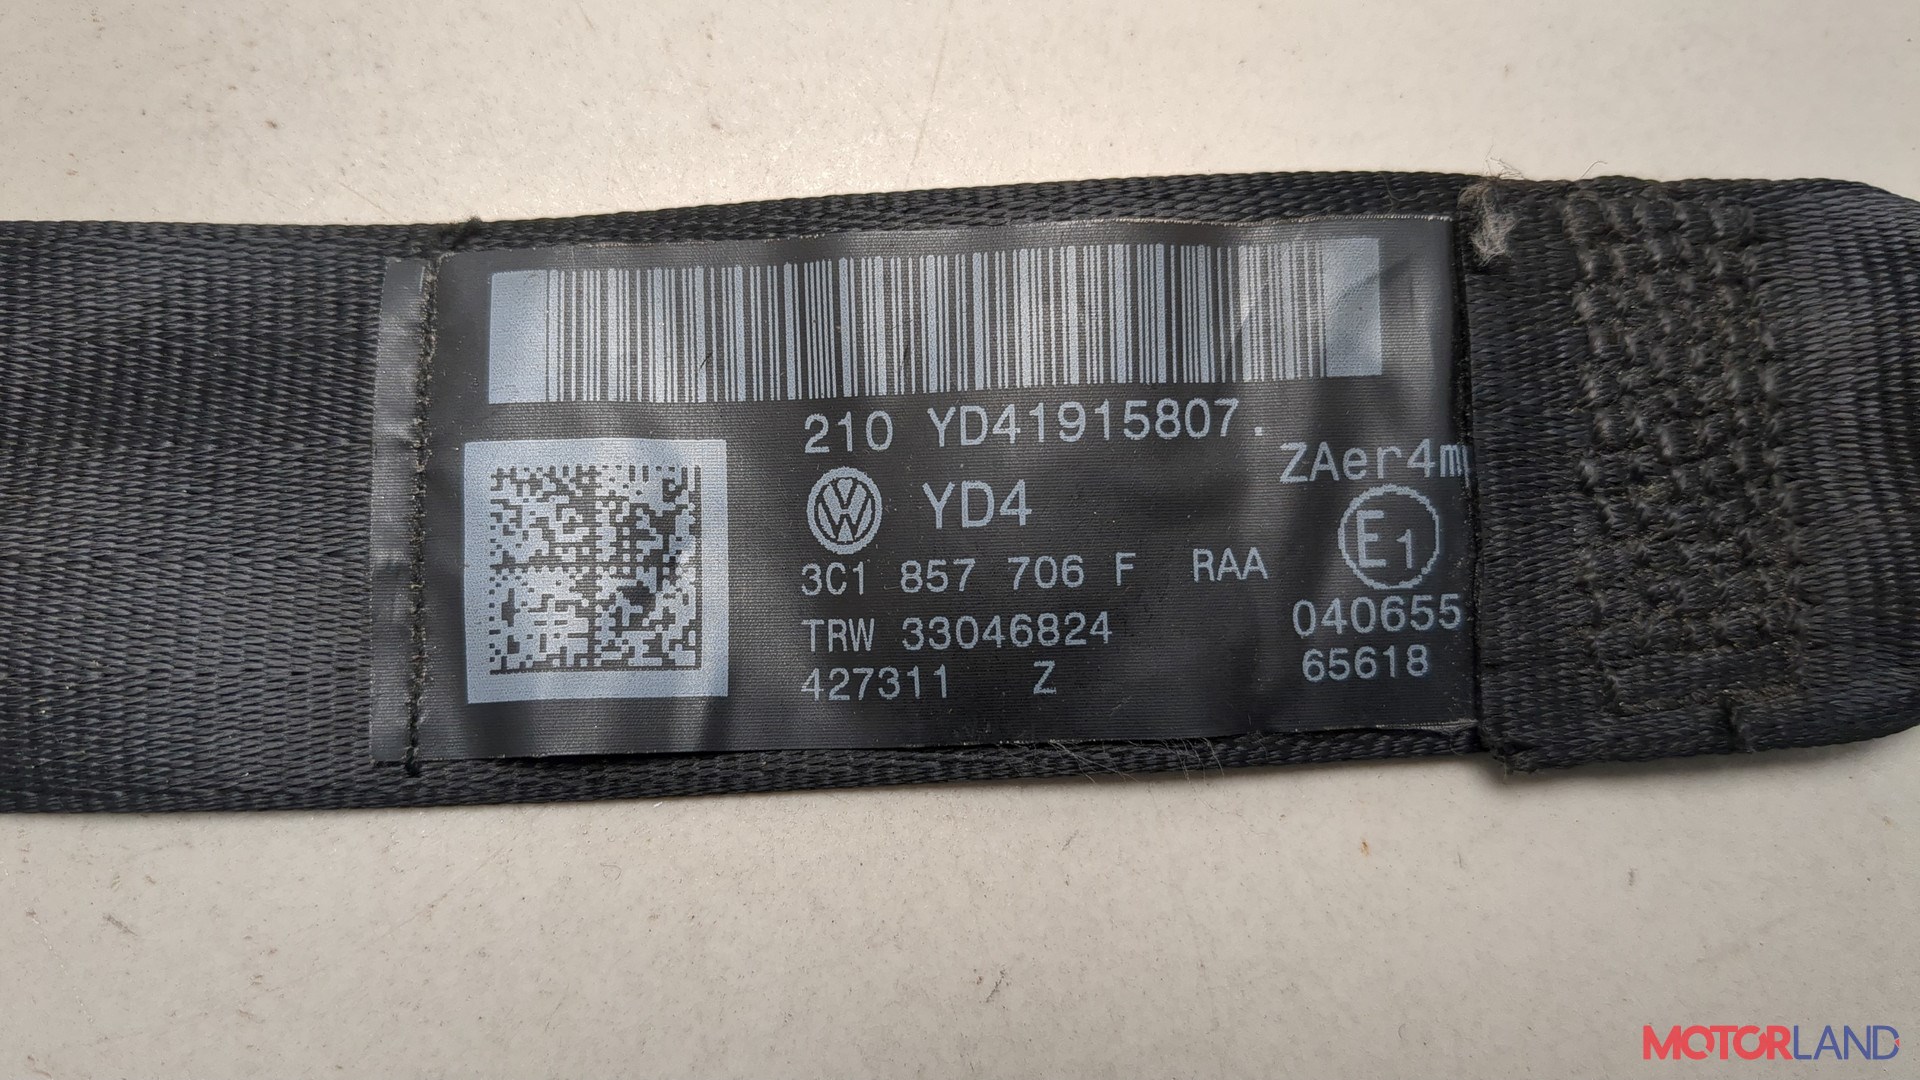 210 YD41915807.
ZAer4m
YD4
E1
3C1 857 706 F RAA
040655
TRW 33046824
65618
427311 Z
MOTORLAND